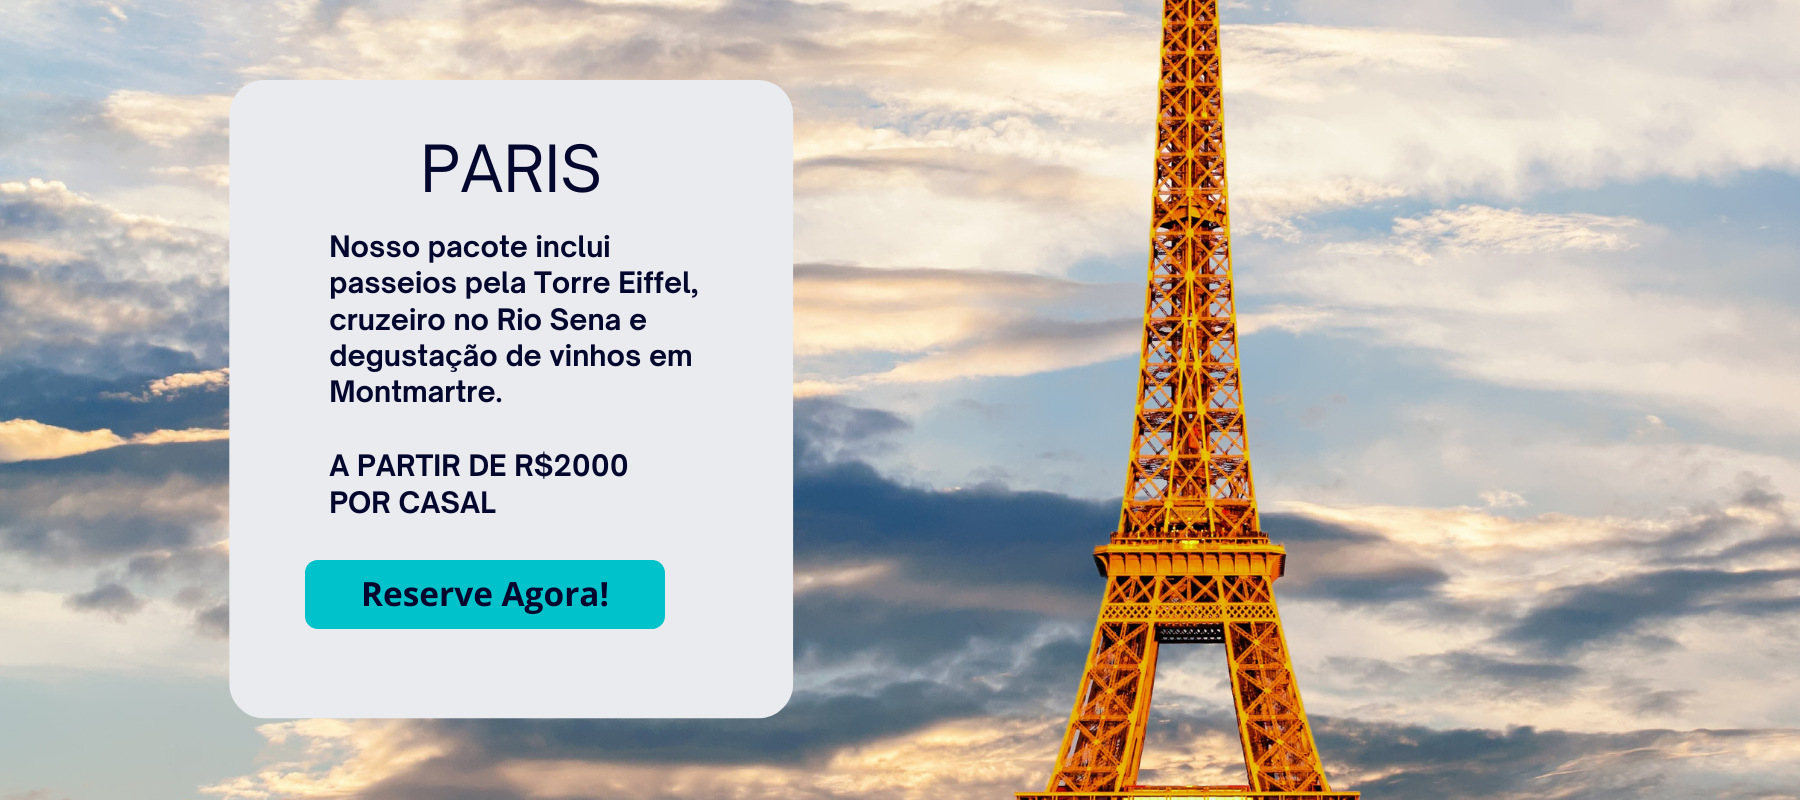 PARIS
Nosso pacote inclui
passeios pela Torre Eiffel,
cruzeiro no Rio Sena e
degustação de vinhos em
Montmartre.
A PARTIR DE R$2000
POR CASAL
Reserve Agora!